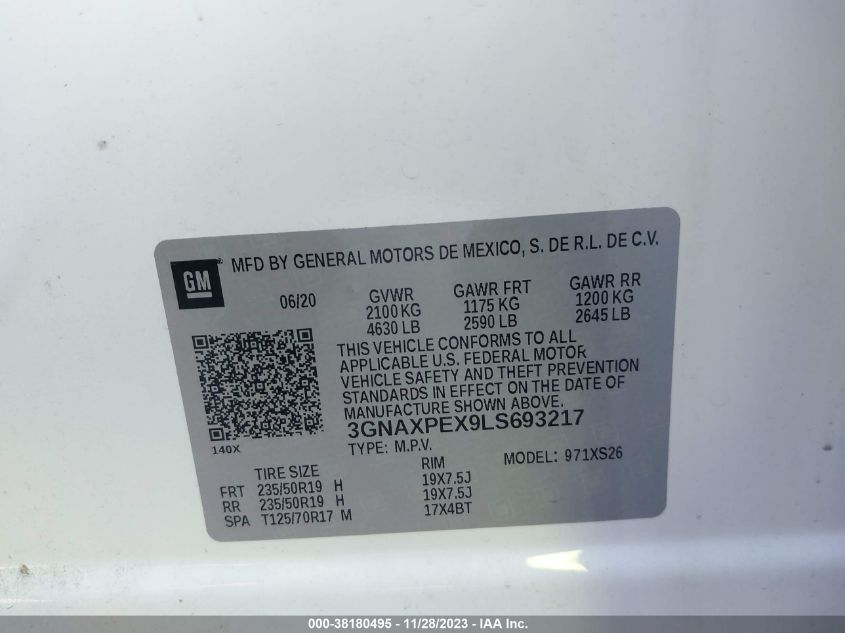 GM
MFD BY GENERAL MOTORS DE MEXICO, S. DE R.L. DE C.V.
06/20 GVWR GAWR FRT GAWR RR
2100 KG 1175 KG 1200 KG
4630 LB 2590 LB 2645 LB
THIS VEHICLE CONFORMS TO ALL
APPLICABLE U.S. FEDERAL MOTOR
VEHICLE SAFETY AND THEFT PREVENTION
STANDARDS IN EFFECT ON THE DATE OF
MANUFACTURE SHOWN ABOVE.
3GNAXPEX9LS693217
140X TYPE: M.P.V. MODEL: 971XS26
TIRE SIZE RIM
FRT 235/50R19 H 19X7.5J
RR 235/50R19 H 19X7.5J
SPA T125/70R17 M 17X4BT
000-38180495 - 11/28/2023 - IAA Inc.